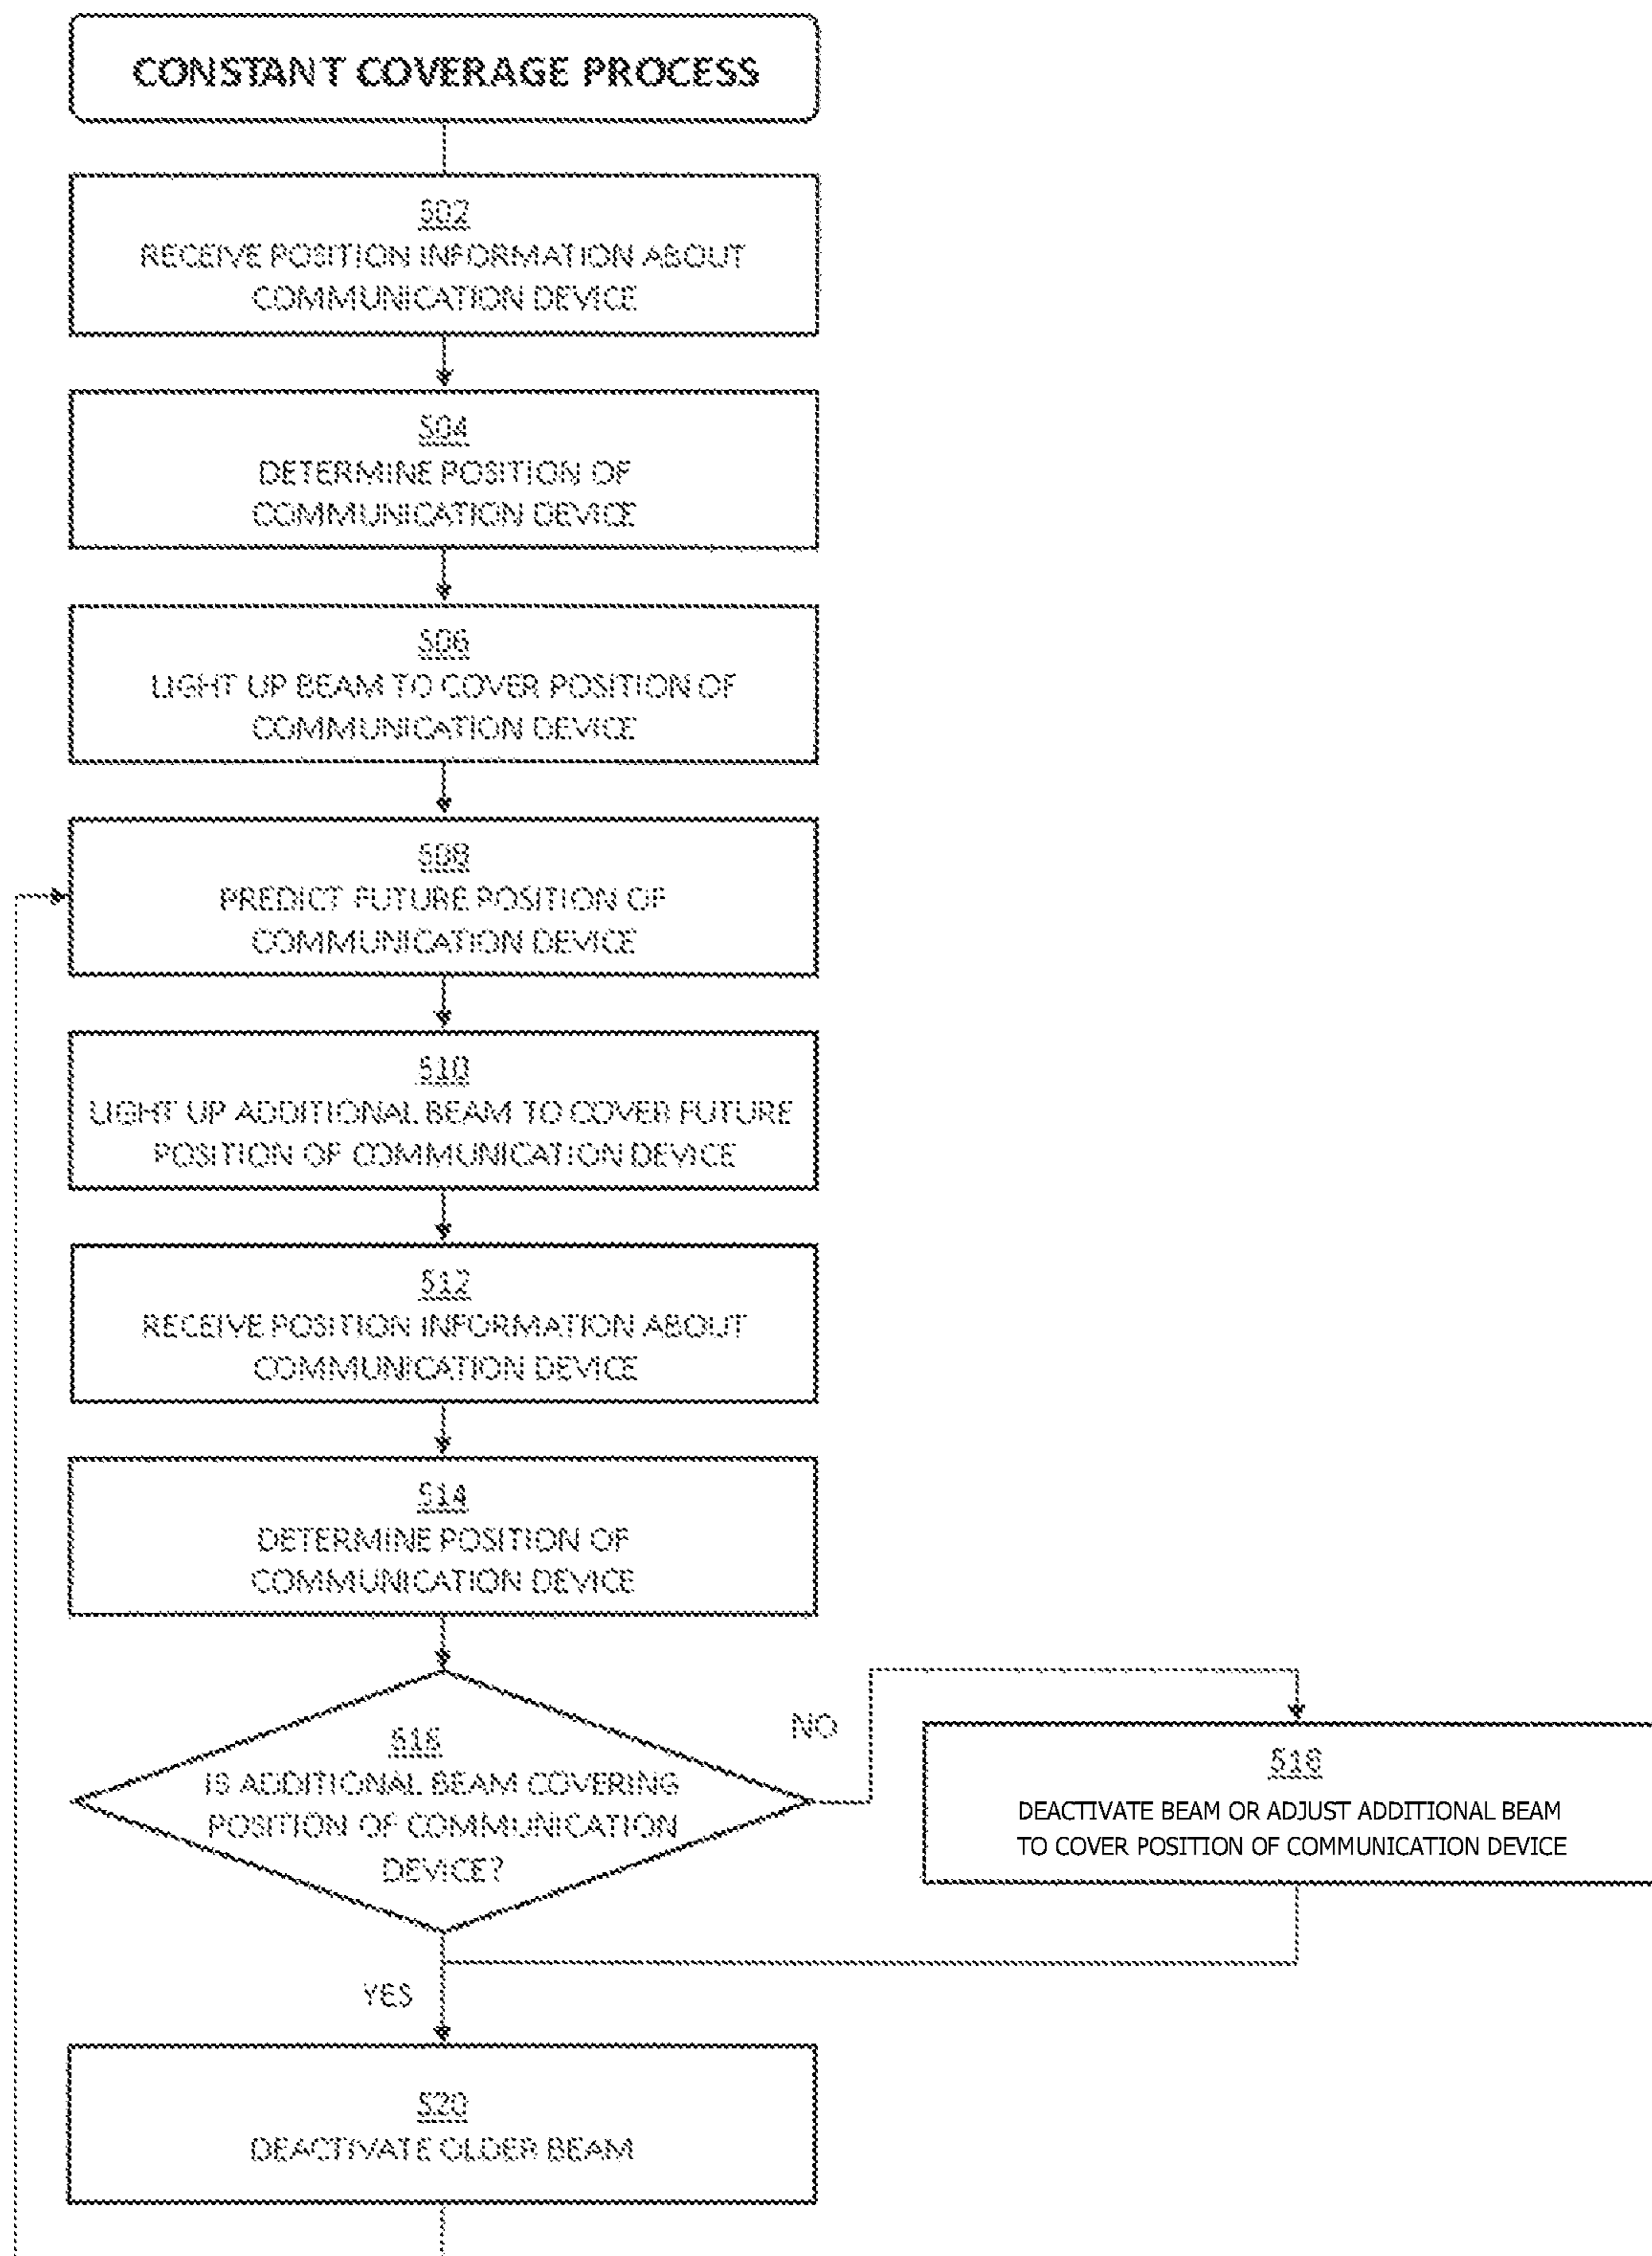 CONSTANT COVERAGE PROCESS
502
RECEIVE POSITION INFORMATION ABOUT
COMMUNICATION DEVICE
504
DETERMINE POSITION OF
COMMUNICATION DEVICE
506
LIGHT UP BEAM TO COVER POSITION OF
COMMUNICATION DEVICE
508
PREDICT FUTURE POSITION OF
COMMUNICATION DEVICE
510
LIGHT UP ADDITIONAL BEAM TO COVER FUTURE
POSITION OF COMMUNICATION DEVICE
512
RECEIVE POSITION INFORMATION ABOUT
COMMUNICATION DEVICE
514
DETERMINE POSITION OF
COMMUNICATION DEVICE
516
IS ADDITIONAL BEAM COVERING
POSITION OF COMMUNICATION
DEVICE?
NO
518
DEACTIVATE BEAM OR ADJUST ADDITIONAL BEAM
TO COVER POSITION OF COMMUNICATION DEVICE
YES
520
DEACTIVATE OLDER BEAM